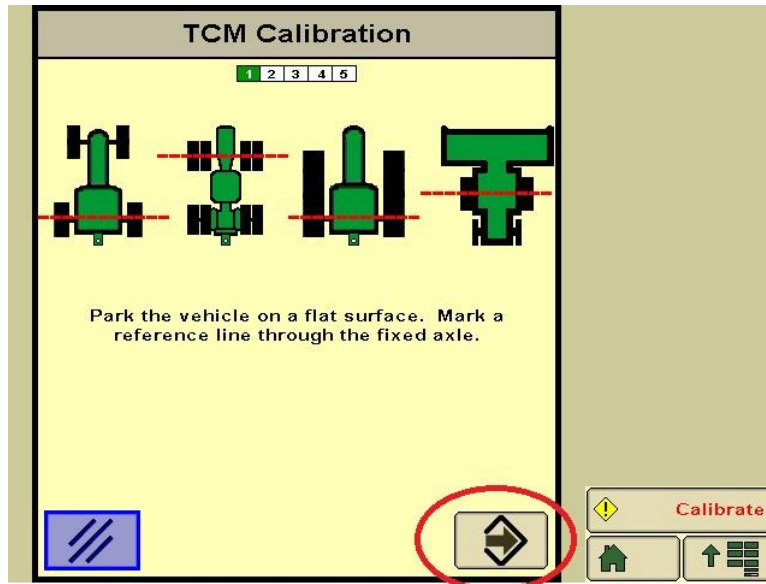 TCM Calibration
1 2 3 4 5
Park the vehicle on a flat surface. Mark a
reference line through the fixed axle.
Calibrate